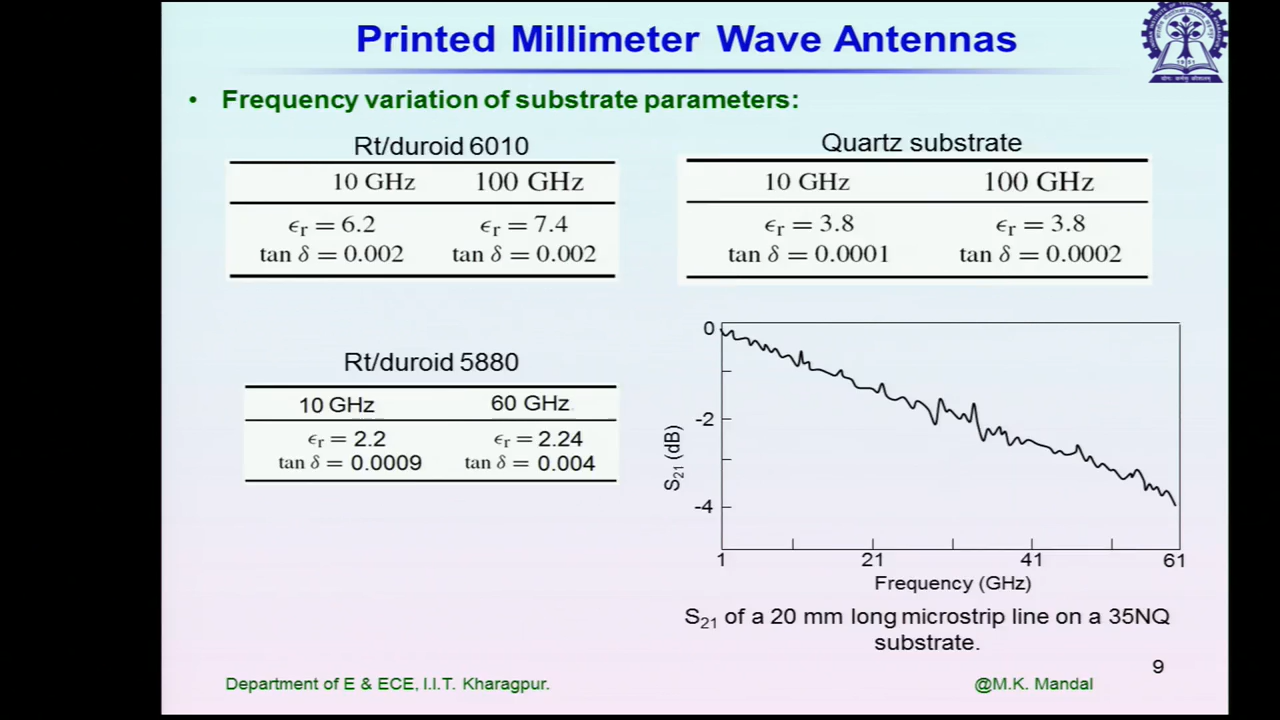 Printed Millimeter Wave Antennas
• Frequency variation of substrate parameters:
Rt/duroid 6010
10 GHz 100 GHz
ϵr = 6.2 ϵr = 7.4
tan δ = 0.002 tan δ = 0.002
Quartz substrate
10 GHz 100 GHz
ϵr = 3.8 ϵr = 3.8
tan δ = 0.0001 tan δ = 0.0002
Rt/duroid 5880
10 GHz 60 GHz
ϵr = 2.2 ϵr = 2.24
tan δ = 0.0009 tan δ = 0.004
0
-2
-4
S21 (dB)
1 21 41 61
Frequency (GHz)
S21 of a 20 mm long microstrip line on a 35NQ
substrate.
9
Department of E & ECE, I.I.T. Kharagpur.
@M.K. Mandal